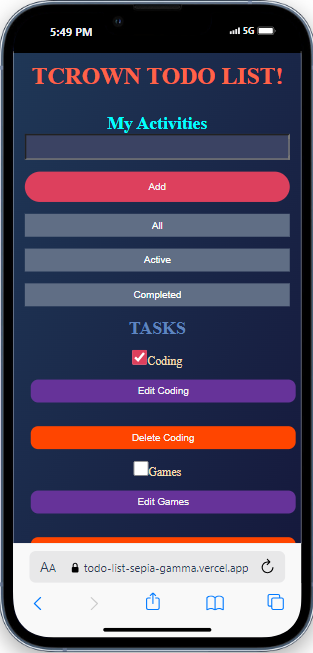 5:49 PM
5G
TCROWN TODO LIST!
My Activities
Add
All
Active
Completed
TASKS
Coding
Edit Coding
Delete Coding
Games
Edit Games
AA todo-list-sepia-gamma.vercel.app